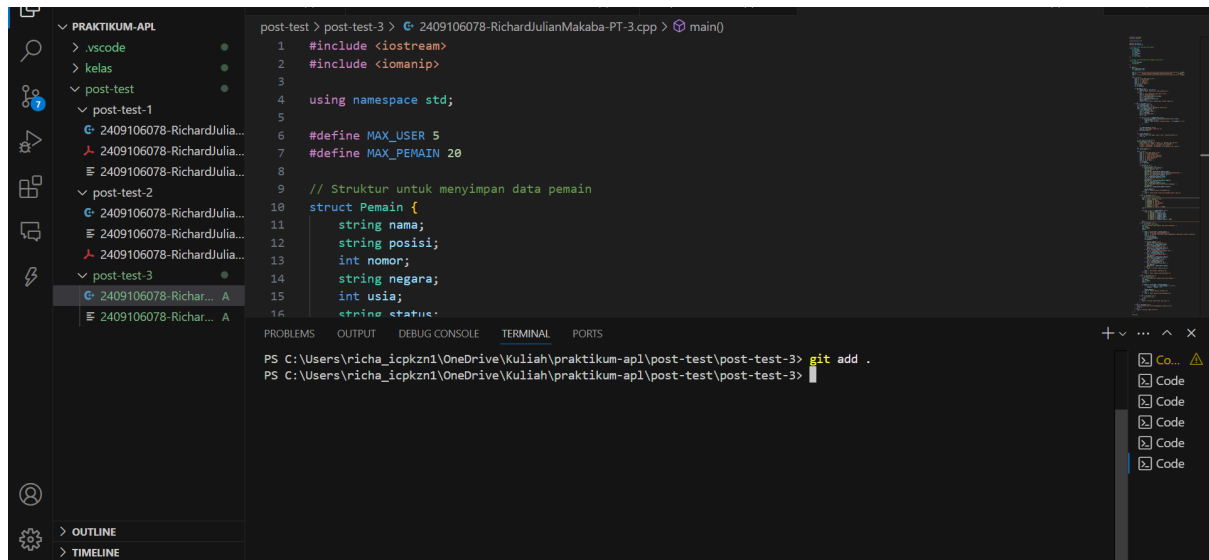 PRAKTIKUM-APL
.vscode
kelas
post-test
post-test-1
2409106078-RichardJulia...
2409106078-RichardJulia...
2409106078-RichardJulia...
post-test-2
2409106078-RichardJulia...
2409106078-RichardJulia...
2409106078-RichardJulia...
post-test-3
2409106078-Richar... A
2409106078-Richar... A
OUTLINE
TIMELINE
7
post-test > post-test-3 > 2409106078-RichardJulianMakaba-PT-3.cpp > main()
1 #include <iostream>
2 #include <iomanip>
3
4 using namespace std;
5
6 #define MAX_USER 5
7 #define MAX_PEMAIN 20
8
9 // Struktur untuk menyimpan data pemain
10 struct Pemain {
11 string nama;
12 string posisi;
13 int nomor;
14 string negara;
15 int usia;
16 string status;
PROBLEMS OUTPUT DEBUG CONSOLE TERMINAL PORTS
PS C:\Users\richa_icpkzn1\OneDrive\Kuliah\praktikum-apl\post-test\post-test-3> git add .
PS C:\Users\richa_icpkzn1\OneDrive\Kuliah\praktikum-apl\post-test\post-test-3>
Co...
Code
Code
Code
Code
Code